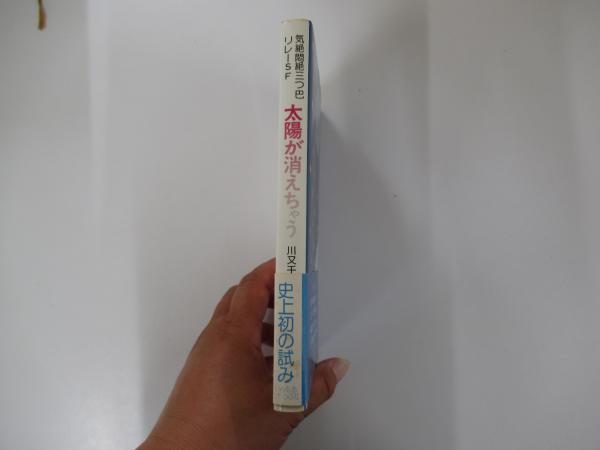 気絶悶絶三つ巴
リレーSF
太陽が消えちゃう
川又千
史上初の試み